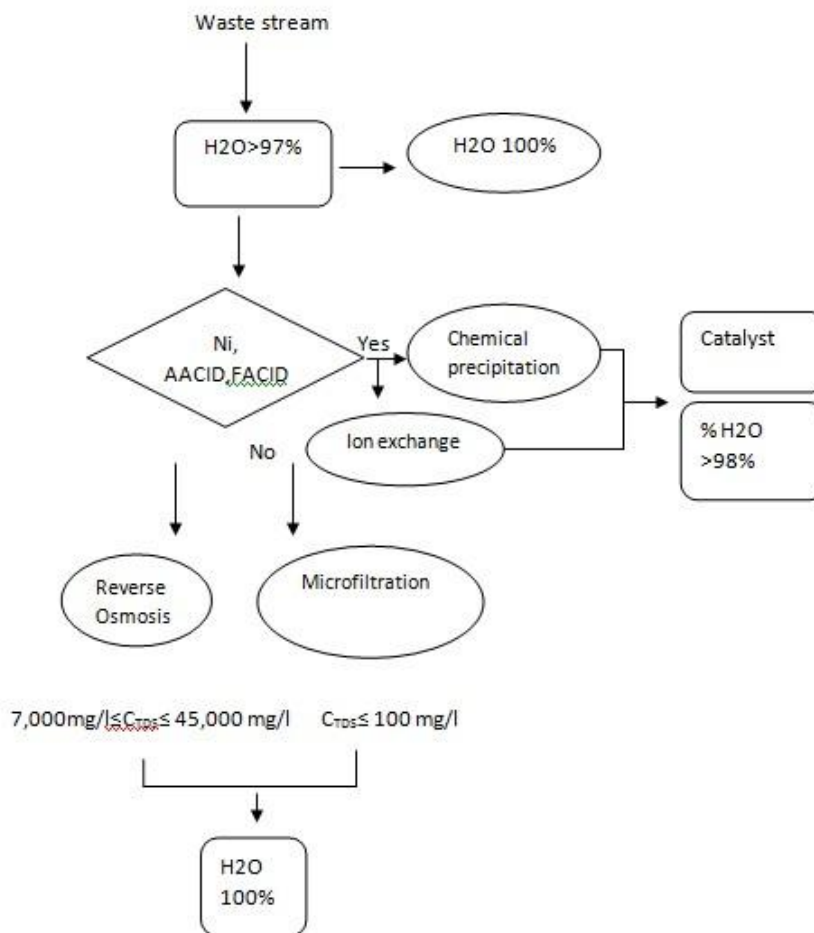 Waste stream
H2O>97%
H2O 100%
Ni,
AACID,FACID
Yes
Chemical
precipitation
Catalyst
% H2O
>98%
No
Ion exchange
Reverse
Osmosis
Microfiltration
7,000mg/l≤CTDS≤ 45,000 mg/l
CTDS≤ 100 mg/l
H2O
100%